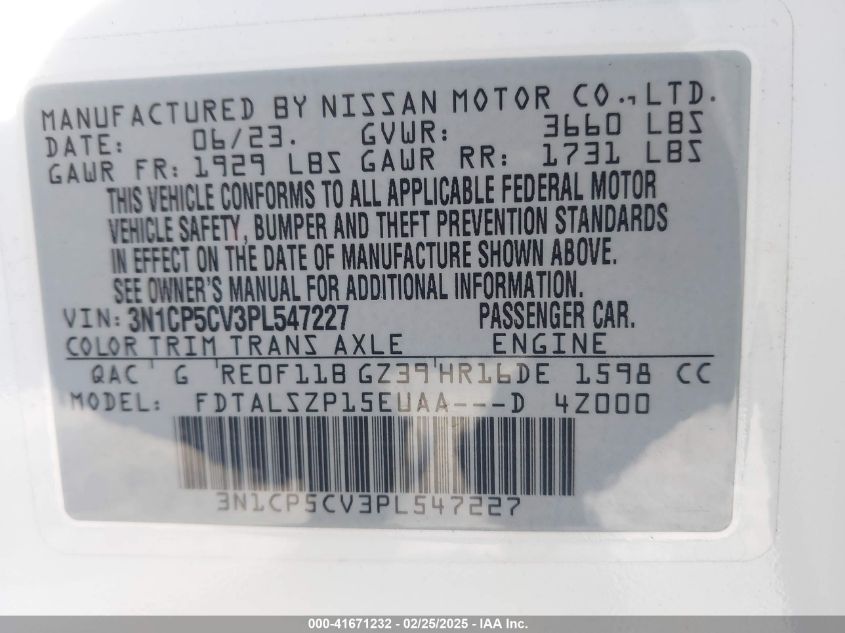 MANUFACTURED BY NISSAN MOTOR CO.,LTD.
DATE: 06/23. GVWR: 3660 LBS
GAWR FR: 1929 LBS GAWR RR: 1731 LBS
THIS VEHICLE CONFORMS TO ALL APPLICABLE FEDERAL MOTOR
VEHICLE SAFETY, BUMPER AND THEFT PREVENTION STANDARDS
IN EFFECT ON THE DATE OF MANUFACTURE SHOWN ABOVE.
SEE OWNER'S MANUAL FOR ADDITIONAL INFORMATION.
VIN: 3N1CP5CV3PL547227 PASSENGER CAR.
COLOR TRIM TRANS AXLE ENGINE
QAC G RE0F11B GZ39 HR16DE 1598 CC
MODEL: FDTALSZP15EUAA---D 4Z000
3N1CP5CV3PL547227
000-41671232 - 02/25/2025 - IAA Inc.